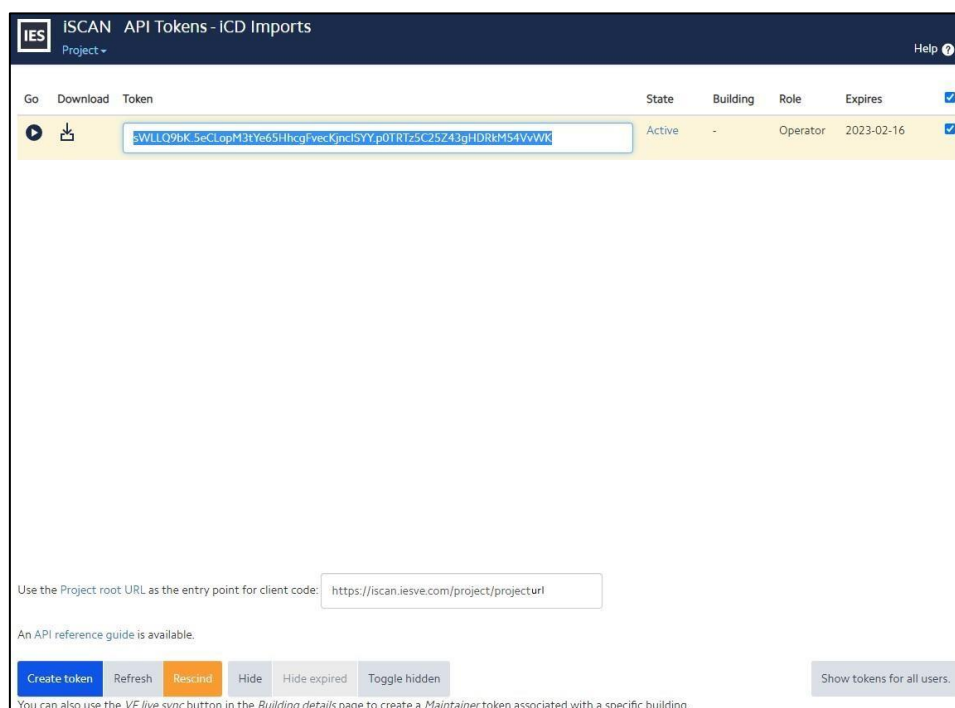 IES
iSCAN API Tokens - iCD Imports
Project
Help ?
Go Download Token State Building Role Expires
sWLLQ9bK.5eCLopM3tYe65HhcgFvecKjnclSYY.p0TRTz5C25Z43gHDRkM54VvWK Active - Operator 2023-02-16
Use the Project root URL as the entry point for client code: https://iscan.iesve.com/project/projecturl
An API reference guide is available.
Create token Refresh Rescind Hide Hide expired Toggle hidden Show tokens for all users.
You can also use the VE live sync button in the Building details page to create a Maintainer token associated with a specific building.